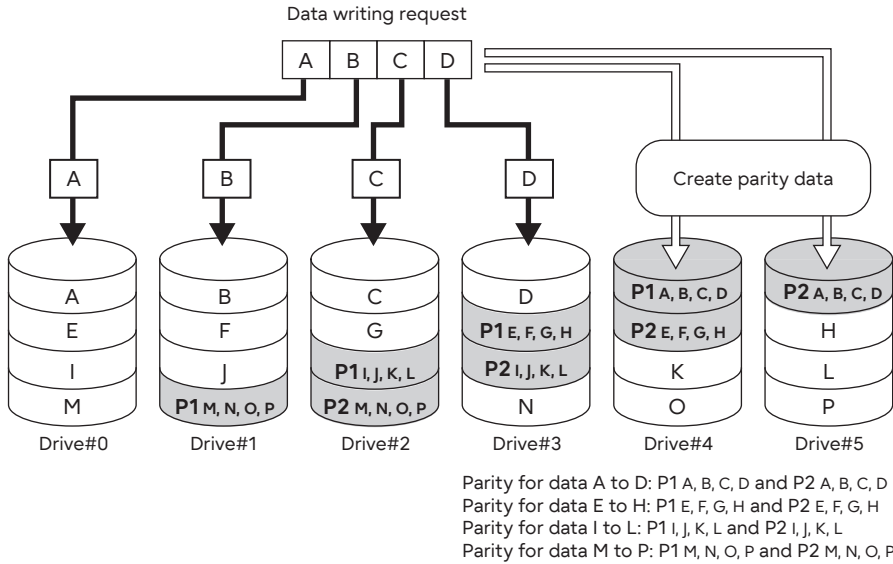 Data writing request
A B C D
A B C D
Create parity data
A B C D P1 A, B, C, D P2 A, B, C, D
E F G P1 E, F, G, H P2 E, F, G, H H
I J P1 I, J, K, L P2 I, J, K, L K L
M P1 M, N, O, P P2 M, N, O, P N O P
Drive#0 Drive#1 Drive#2 Drive#3 Drive#4 Drive#5
Parity for data A to D: P1 A, B, C, D and P2 A, B, C, D
Parity for data E to H: P1 E, F, G, H and P2 E, F, G, H
Parity for data I to L: P1 I, J, K, L and P2 I, J, K, L
Parity for data M to P: P1 M, N, O, P and P2 M, N, O, P